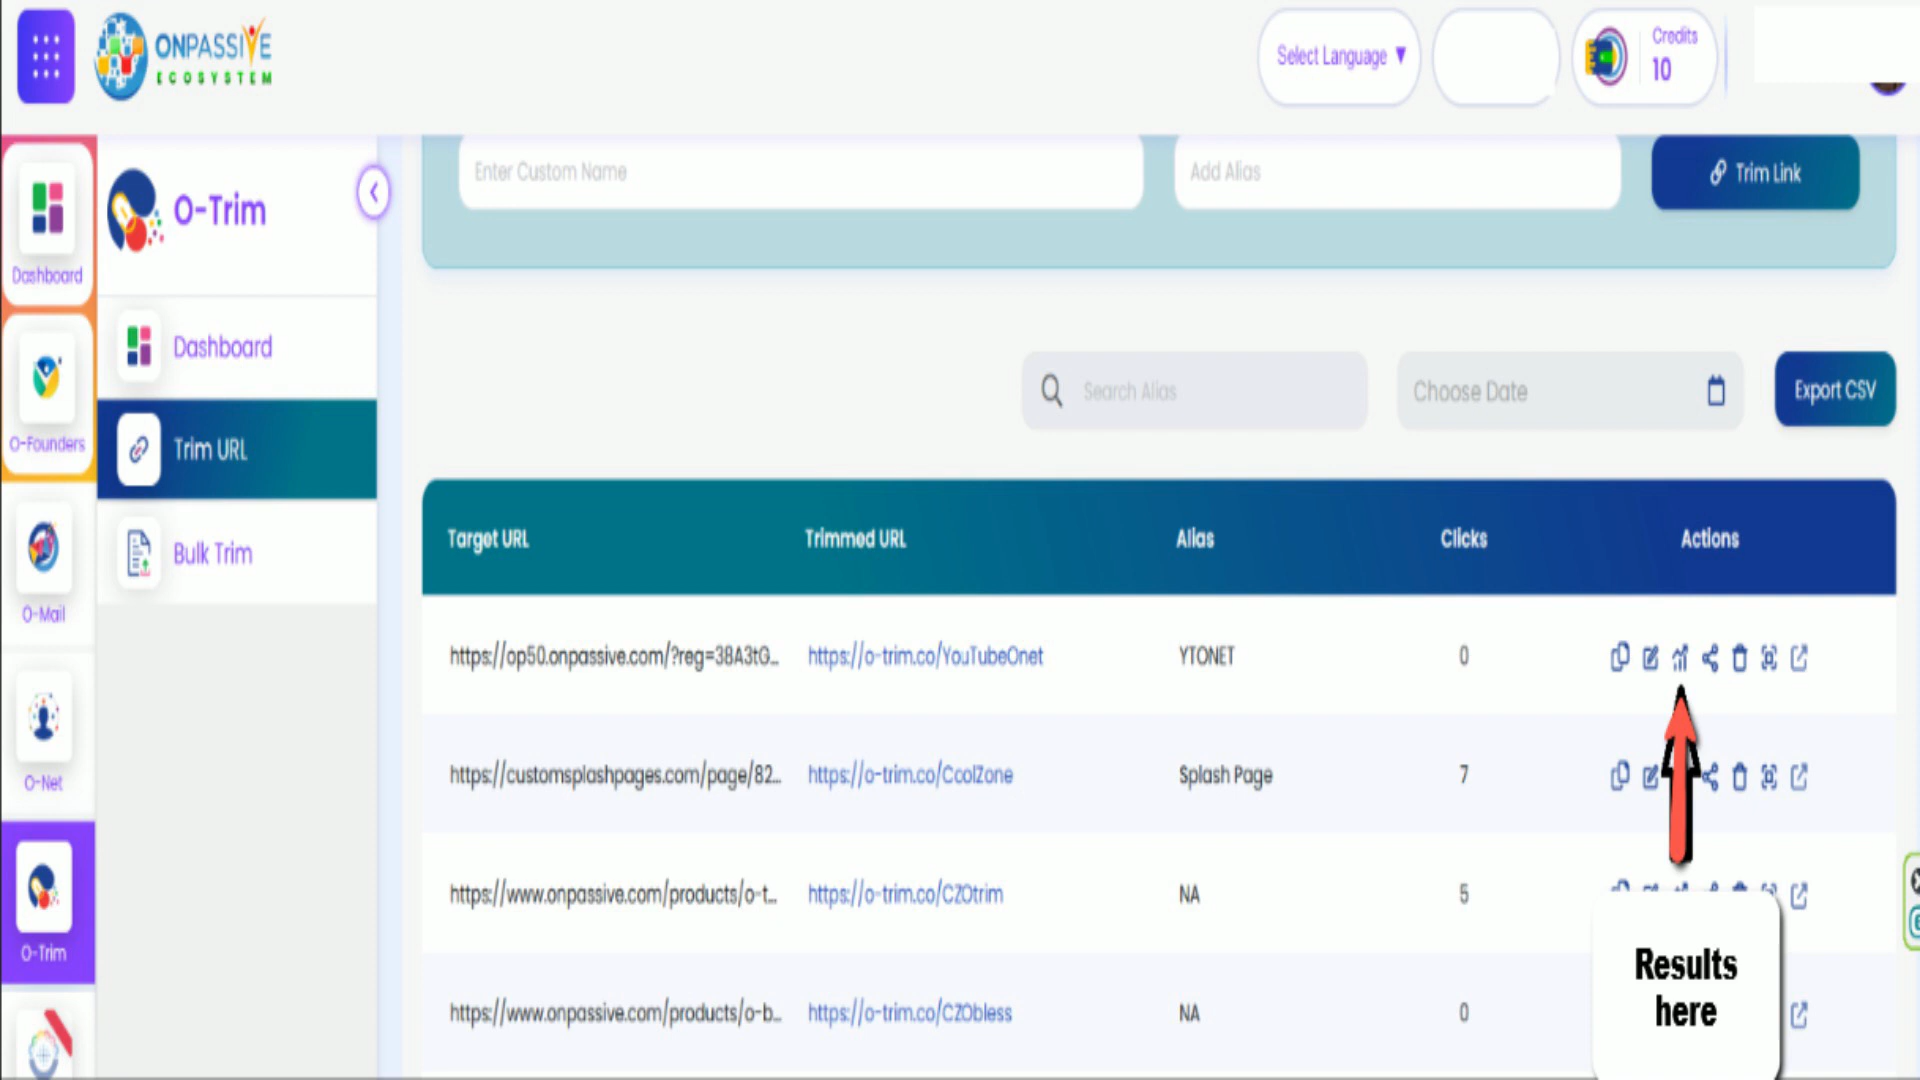 ONPASSIVE
ECOSYSTEM
Select Language ▼
Credits
10
Dashboard
O-Founders
O-Mail
O-Net
O-Trim
O-Trim
Dashboard
Trim URL
Bulk Trim
Enter Custom Name
Add Alias
Trim Link
Search Alias
Choose Date
Export CSV
Target URL Trimmed URL Alias Clicks Actions
https://op50.onpassive.com/?reg=38A3tG... https://o-trim.co/YouTubeOnet YTONET 0
https://customsplashpages.com/page/82... https://o-trim.co/CoolZone Splash Page 7
https://www.onpassive.com/products/o-t... https://o-trim.co/CZOtrim NA 5
https://www.onpassive.com/products/o-b... https://o-trim.co/CZObless NA 0
Results
here